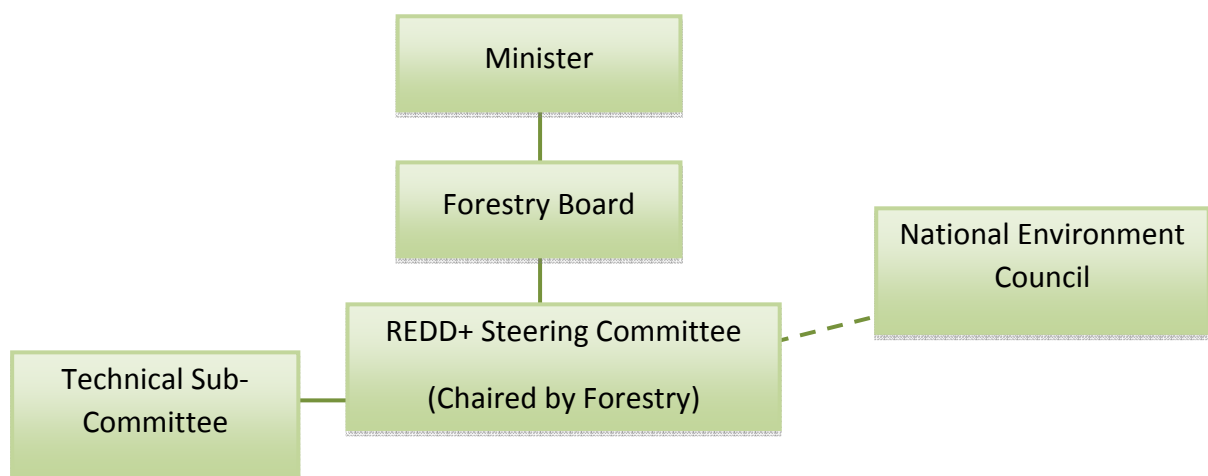 Minister
Forestry Board
National Environment
Council
REDD+ Steering Committee
(Chaired by Forestry)
Technical Sub-
Committee